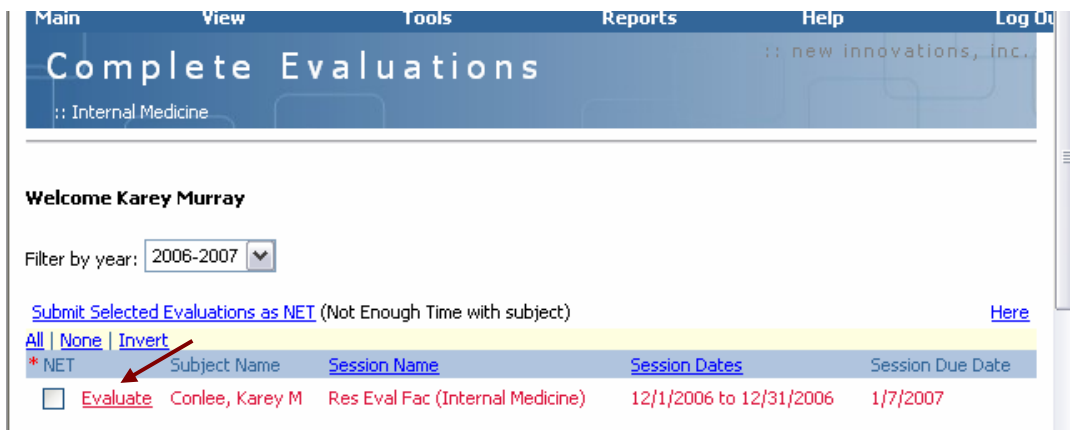 Main View Tools Reports Help Log Ou
Complete Evaluations
:: new innovations, inc.
:: Internal Medicine
Welcome Karey Murray
Filter by year: 2006-2007
Submit Selected Evaluations as NET (Not Enough Time with subject) Here
All | None | Invert
* NET Subject Name Session Name Session Dates Session Due Date
Evaluate Conlee, Karey M Res Eval Fac (Internal Medicine) 12/1/2006 to 12/31/2006 1/7/2007